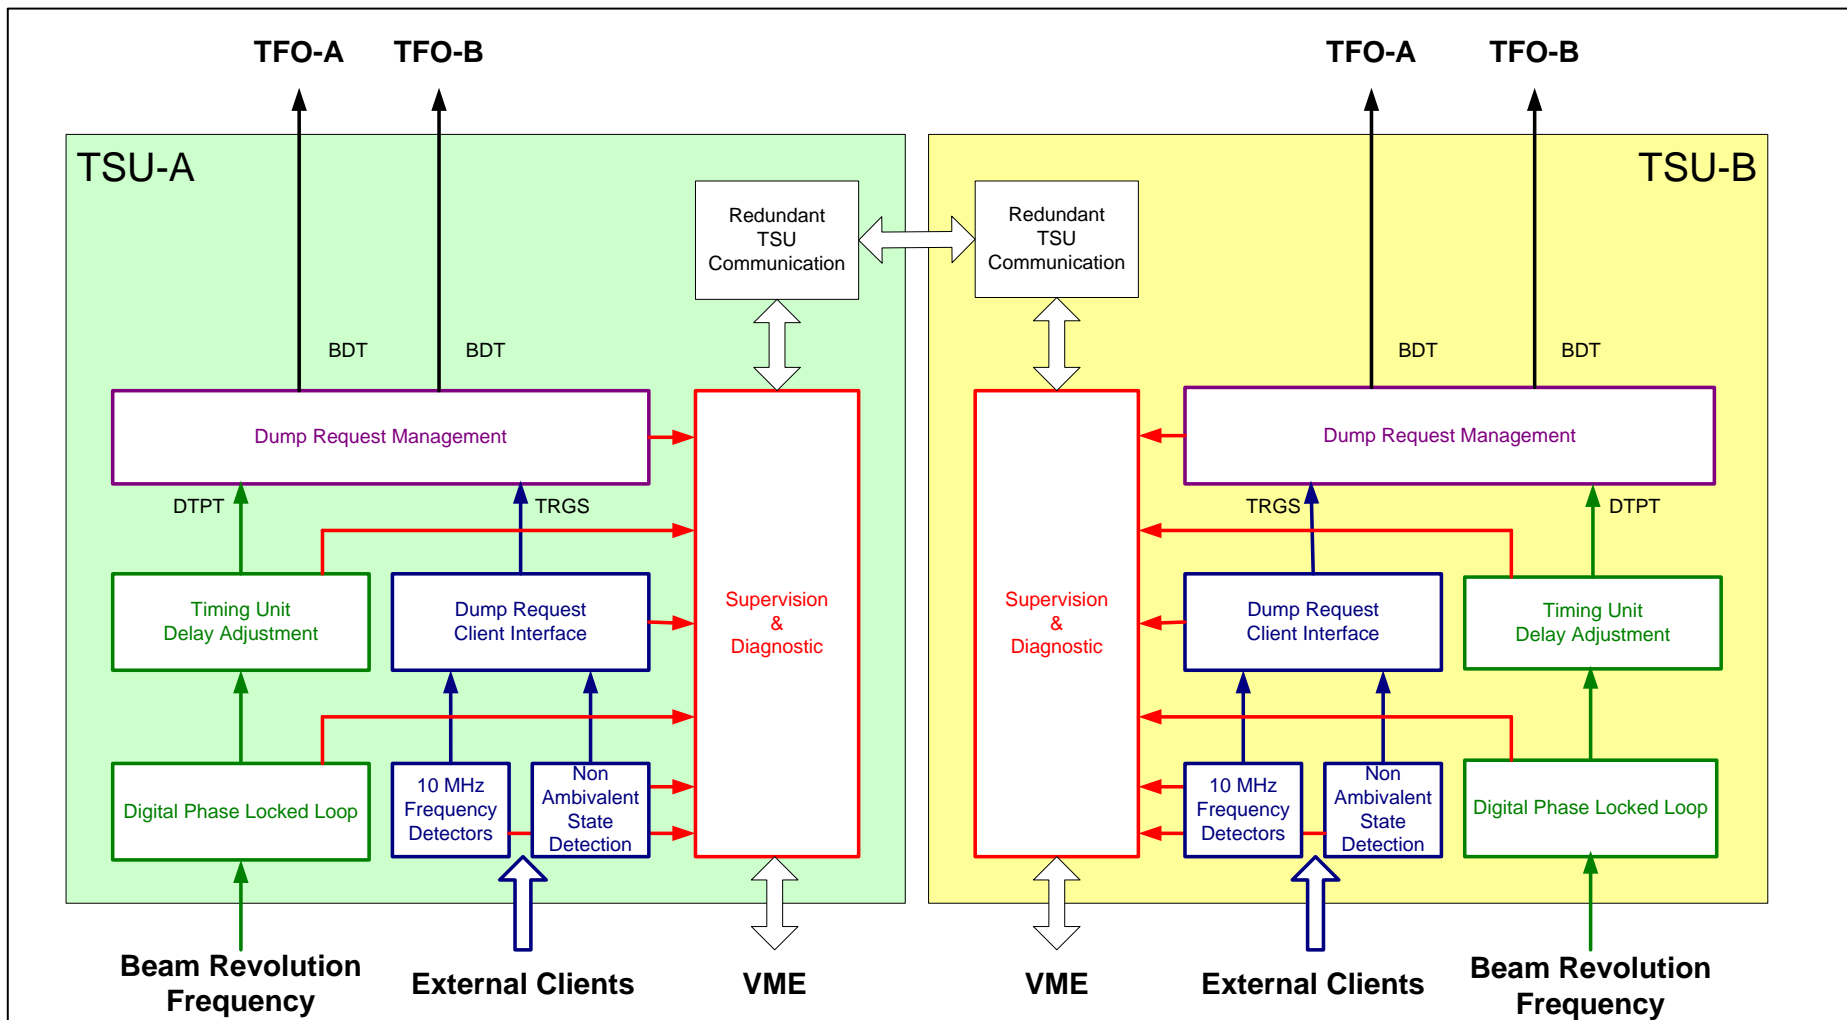 TFO-A
TFO-B
TFO-A
TFO-B
TSU-A
TSU-B
Redundant
TSU
Communication
Redundant
TSU
Communication
BDT
BDT
BDT
BDT
Dump Request Management
Dump Request Management
DTPT
TRGS
TRGS
DTPT
Timing Unit
Delay Adjustment
Dump Request
Client Interface
Supervision
&
Diagnostic
Supervision
&
Diagnostic
Dump Request
Client Interface
Timing Unit
Delay Adjustment
Digital Phase Locked Loop
10 MHz
Frequency
Detectors
Non
Ambivalent
State
Detection
10 MHz
Frequency
Detectors
Non
Ambivalent
State
Detection
Digital Phase Locked Loop
Beam Revolution
Frequency
External Clients
VME
VME
External Clients
Beam Revolution
Frequency